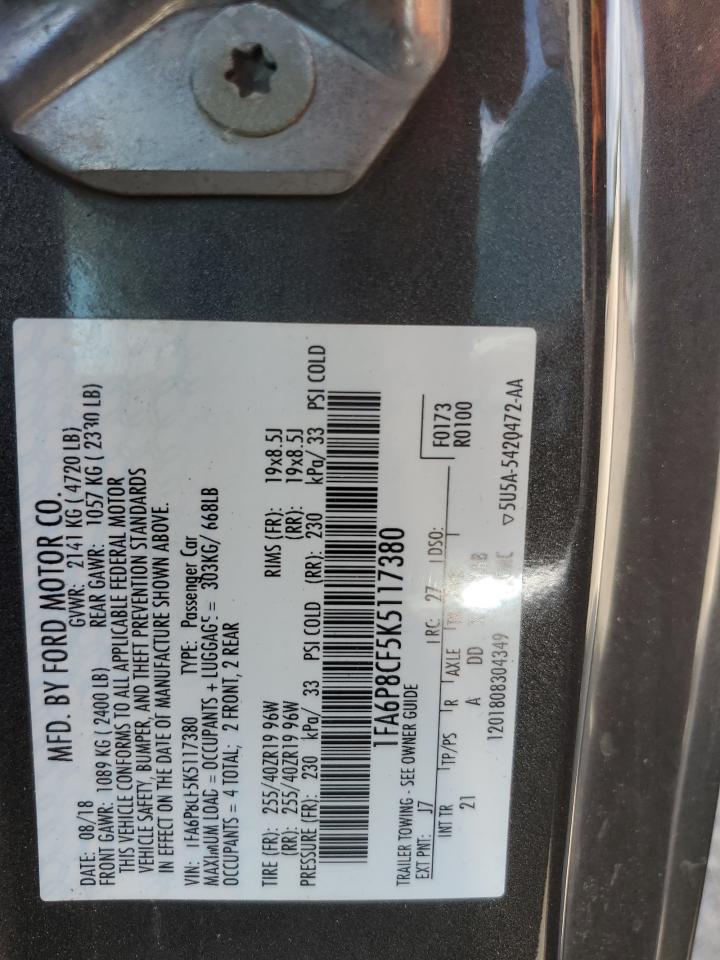 MFD. BY FORD MOTOR CO.
DATE: 08/18 GVWR: 2141 KG ( 4720 LB)
FRONT GAWR: 1089 KG ( 2400 LB) REAR GAWR: 1057 KG ( 2330 LB)
THIS VEHICLE CONFORMS TO ALL APPLICABLE FEDERAL MOTOR
VEHICLE SAFETY, BUMPER, AND THEFT PREVENTION STANDARDS
IN EFFECT ON THE DATE OF MANUFACTURE SHOWN ABOVE.
VIN: 1FA6P8CF5K5117380 TYPE: Passenger Car
MAXIMUM LOAD = OCCUPANTS + LUGGAGE = 303KG/ 668LB
OCCUPANTS = 4 TOTAL; 2 FRONT, 2 REAR
TIRE (FR): 255/40ZR19 96W RIMS (FR): 19x8.5J
(RR): 255/40ZR19 96W (RR): 19x8.5J
PRESSURE (FR): 230 kPa/ 33 PSI COLD (RR): 230 kPa/ 33 PSI COLD
1FA6P8CF5K5117380
TRAILER TOWING - SEE OWNER GUIDE
EXT PNT: J7 RC: 27 DSO: F0173
R0100
INT TR TP/PS R AXLE
21 A DD
1201808304349 ▽5U5A-5420472-AA